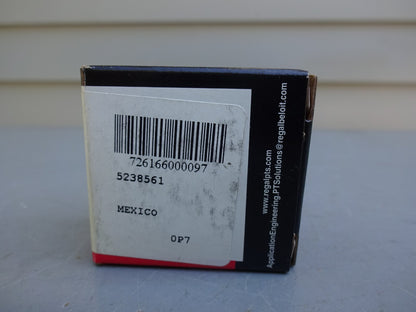 726166000097
5238561
MEXICO
OP7
www.regalpts.com
ApplicationEngineering.PTSolutions@regalbeloit.com